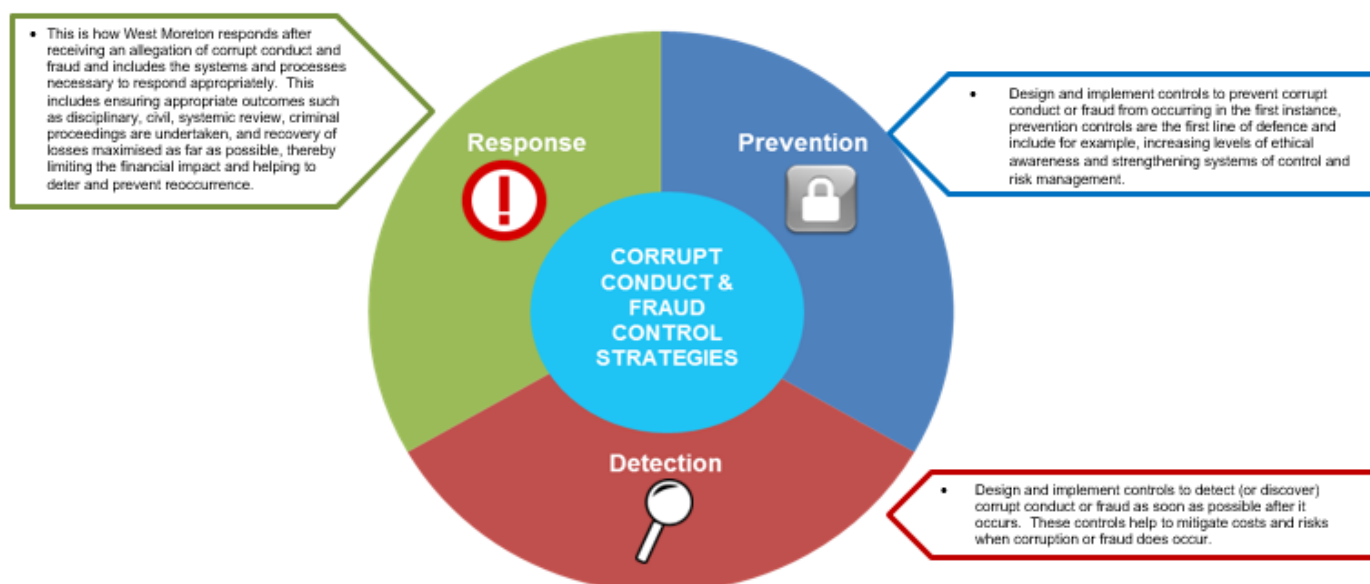 • This is how West Moreton responds after
receiving an allegation of corrupt conduct and
fraud and includes the systems and processes
necessary to respond appropriately. This
includes ensuring appropriate outcomes such
as disciplinary, civil, systemic review, criminal
proceedings are undertaken, and recovery of
losses maximised as far as possible, thereby
limiting the financial impact and helping to
deter and prevent reoccurrence.
Response
Prevention
• Design and implement controls to prevent corrupt
conduct or fraud from occurring in the first instance,
prevention controls are the first line of defence and
include for example, increasing levels of ethical
awareness and strengthening systems of control and
risk management.
CORRUPT
CONDUCT &
FRAUD
CONTROL
STRATEGIES
Detection
• Design and implement controls to detect (or discover)
corrupt conduct or fraud as soon as possible after it
occurs. These controls help to mitigate costs and risks
when corruption or fraud does occur.